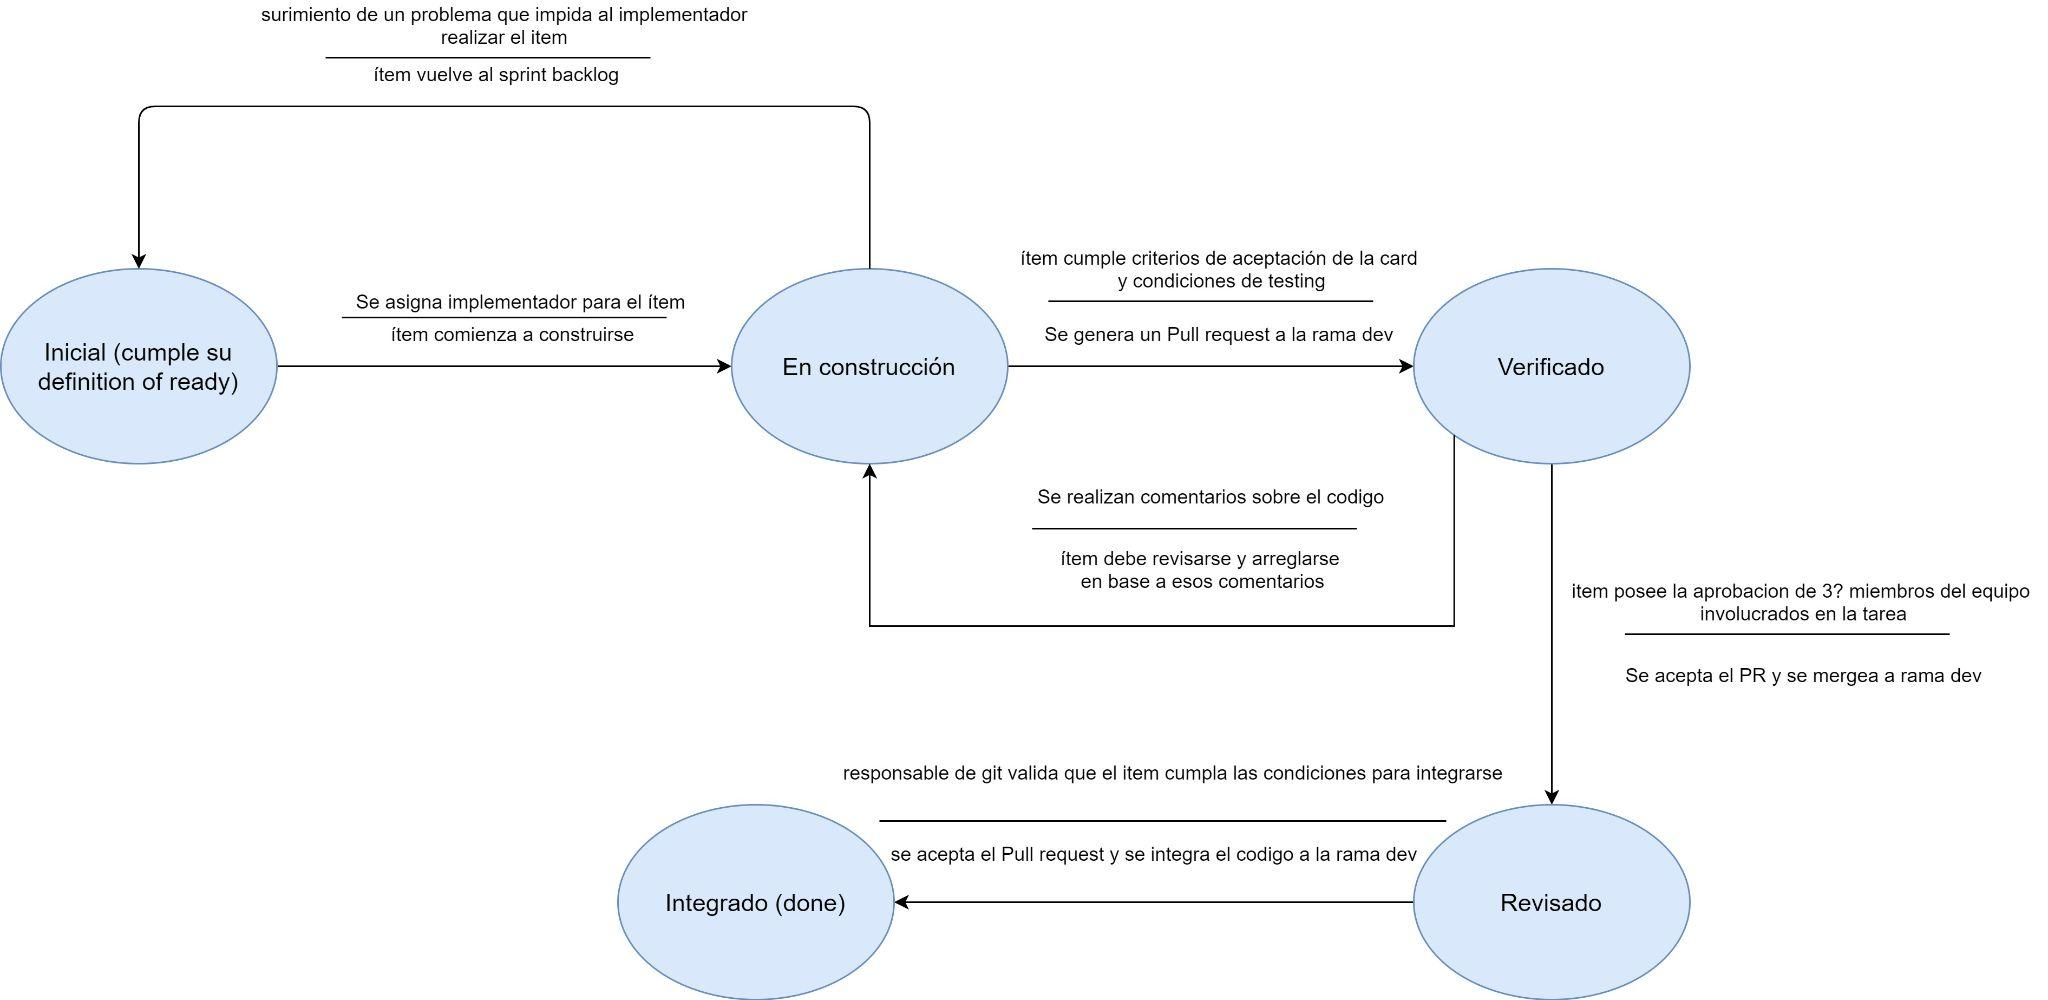 surimiento de un problema que impida al implementador
realizar el item
ítem vuelve al sprint backlog
Se asigna implementador para el ítem
ítem comienza a construirse
ítem cumple criterios de aceptación de la card
y condiciones de testing
Se genera un Pull request a la rama dev
Inicial (cumple su
definition of ready)
En construcción
Verificado
Se realizan comentarios sobre el codigo
ítem debe revisarse y arreglarse
en base a esos comentarios
item posee la aprobacion de 3? miembros del equipo
involucrados en la tarea
Se acepta el PR y se mergea a rama dev
responsable de git valida que el item cumpla las condiciones para integrarse
se acepta el Pull request y se integra el codigo a la rama dev
Integrado (done)
Revisado